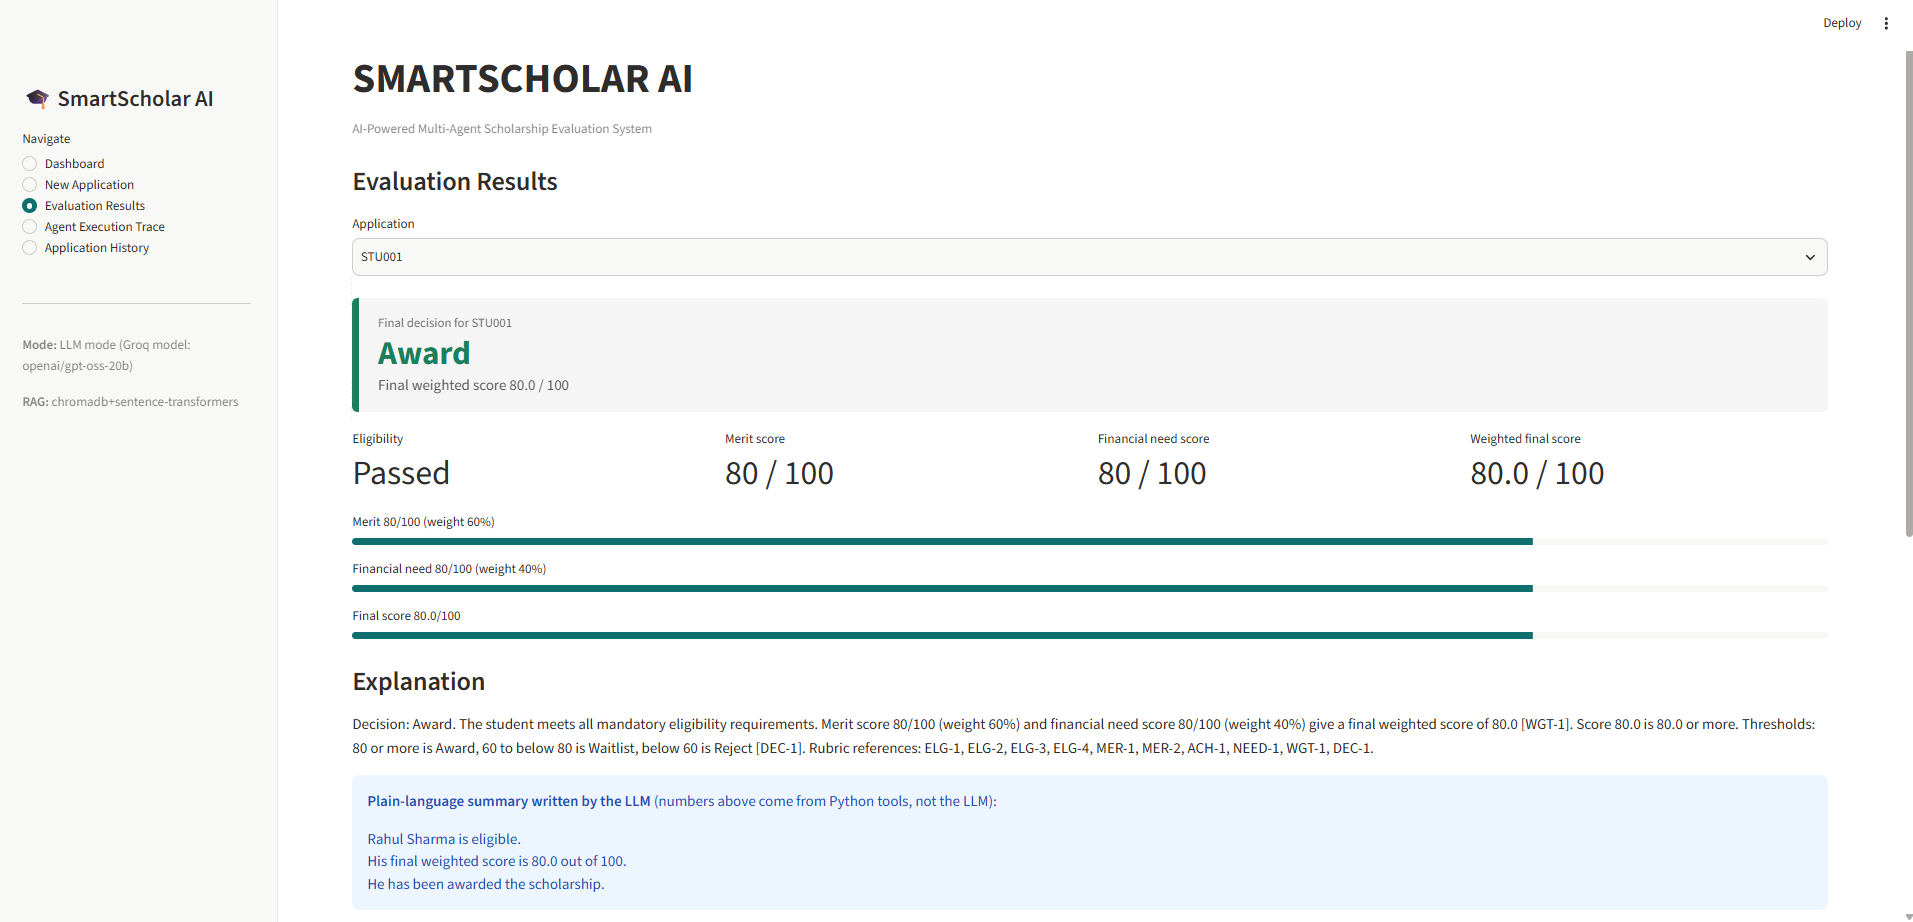 Deploy
SmartScholar AI
Navigate
Dashboard
New Application
Evaluation Results
Agent Execution Trace
Application History
Mode: LLM mode (Groq model:
openai/gpt-oss-20b)
RAG: chromadb+sentence-transformers
SMARTSCHOLAR AI
AI-Powered Multi-Agent Scholarship Evaluation System
Evaluation Results
Application
STU001
Final decision for STU001
Award
Final weighted score 80.0 / 100
Eligibility
Passed
Merit score
80 / 100
Financial need score
80 / 100
Weighted final score
80.0 / 100
Merit 80/100 (weight 60%)
Financial need 80/100 (weight 40%)
Final score 80.0/100
Explanation
Decision: Award. The student meets all mandatory eligibility requirements. Merit score 80/100 (weight 60%) and financial need score 80/100 (weight 40%) give a final weighted score of 80.0 [WGT-1]. Score 80.0 is 80.0 or more. Thresholds:
80 or more is Award, 60 to below 80 is Waitlist, below 60 is Reject [DEC-1]. Rubric references: ELG-1, ELG-2, ELG-3, ELG-4, MER-1, MER-2, ACH-1, NEED-1, WGT-1, DEC-1.
Plain-language summary written by the LLM (numbers above come from Python tools, not the LLM):
Rahul Sharma is eligible.
His final weighted score is 80.0 out of 100.
He has been awarded the scholarship.